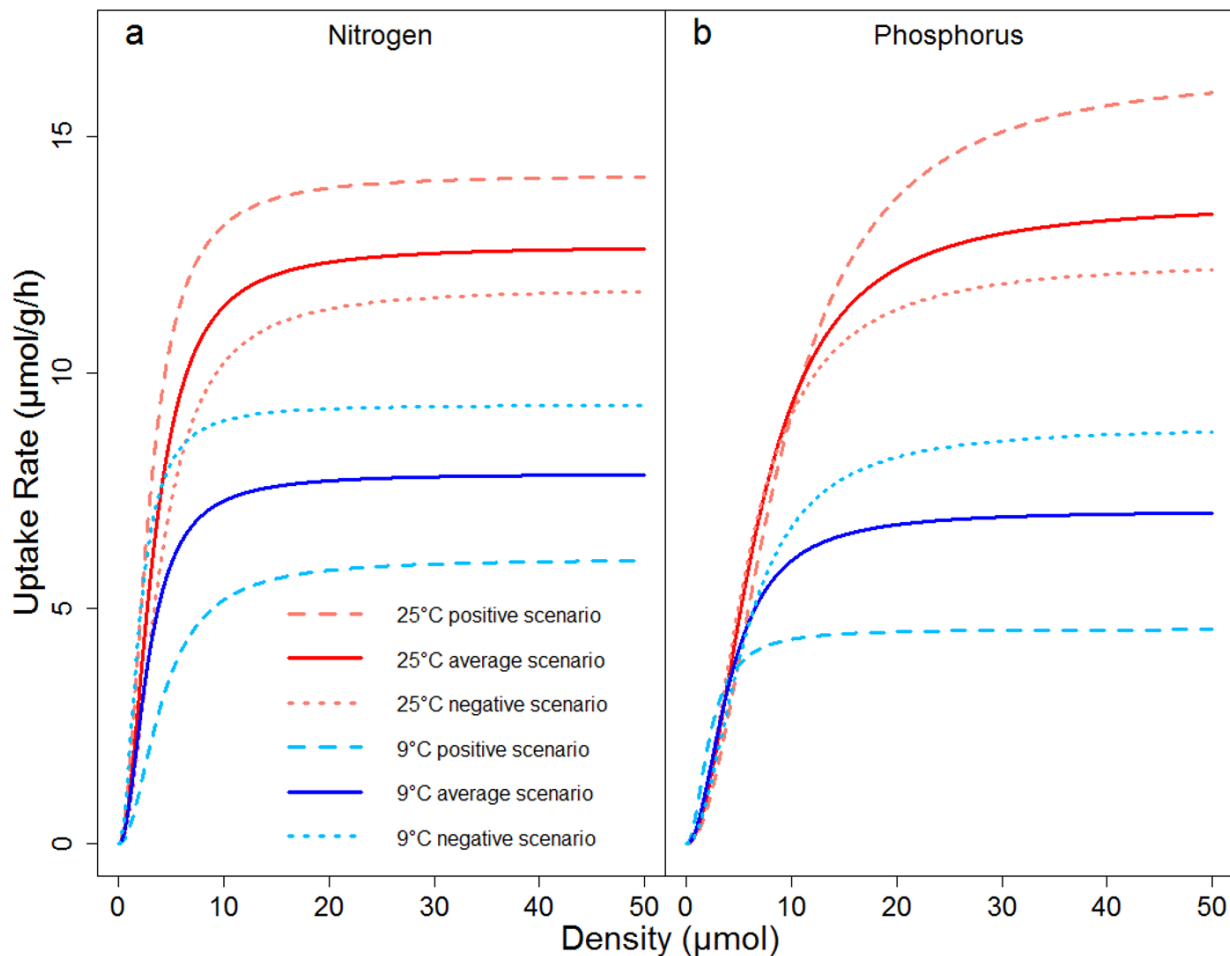 a Nitrogen
b Phosphorus
Uptake Rate (µmol/g/h)
15
10
5
0
25°C positive scenario
25°C average scenario
25°C negative scenario
9°C positive scenario
9°C average scenario
9°C negative scenario
0 10 20 30 40 50
0 10 20 30 40 50
Density (µmol)